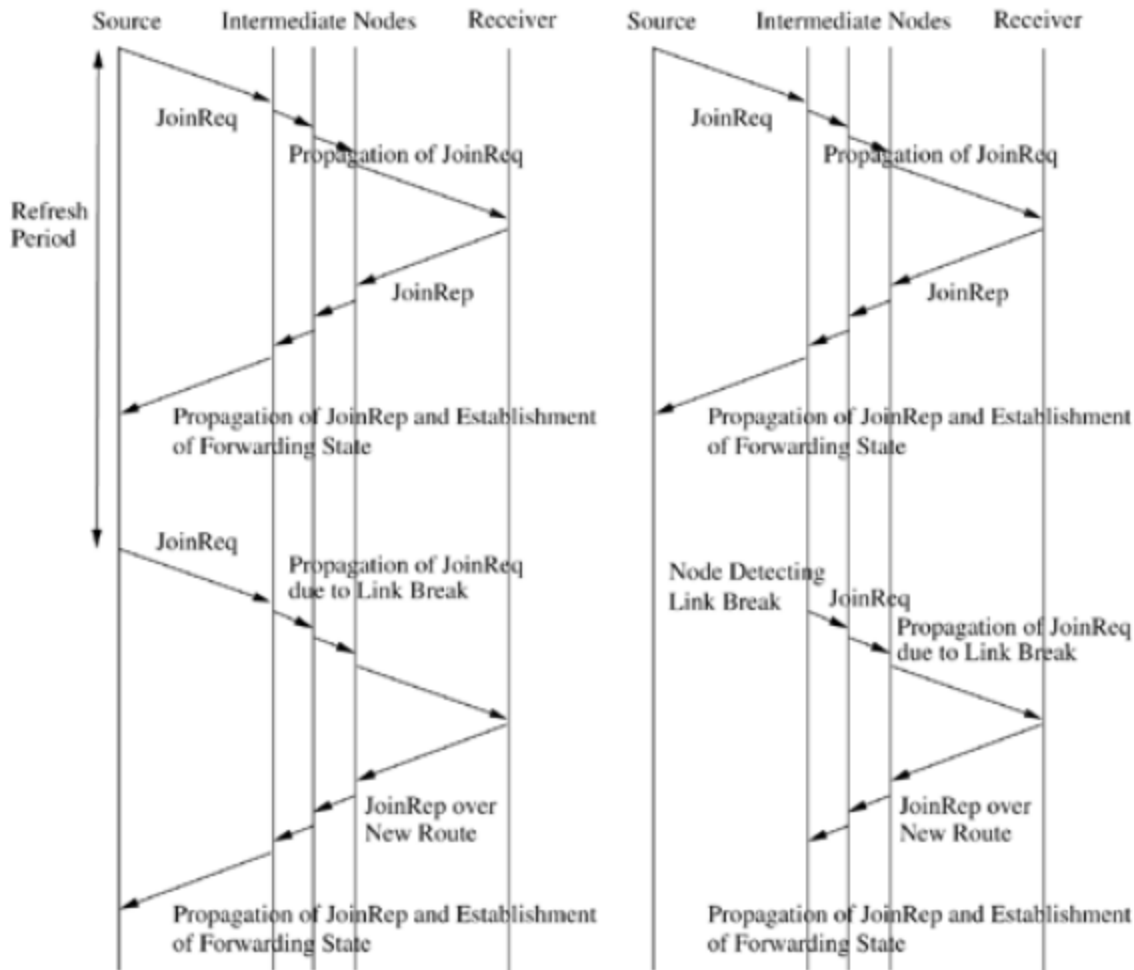 Source Intermediate Nodes Receiver
JoinReq
Propagation of JoinReq
Refresh
Period
JoinRep
Propagation of JoinRep and Establishment
of Forwarding State
JoinReq
Propagation of JoinReq
due to Link Break
JoinRep over
New Route
Propagation of JoinRep and Establishment
of Forwarding State
Source Intermediate Nodes Receiver
JoinReq
Propagation of JoinReq
JoinRep
Propagation of JoinRep and Establishment
of Forwarding State
Node Detecting
Link Break
JoinReq
Propagation of JoinReq
due to Link Break
JoinRep over
New Route
Propagation of JoinRep and Establishment
of Forwarding State